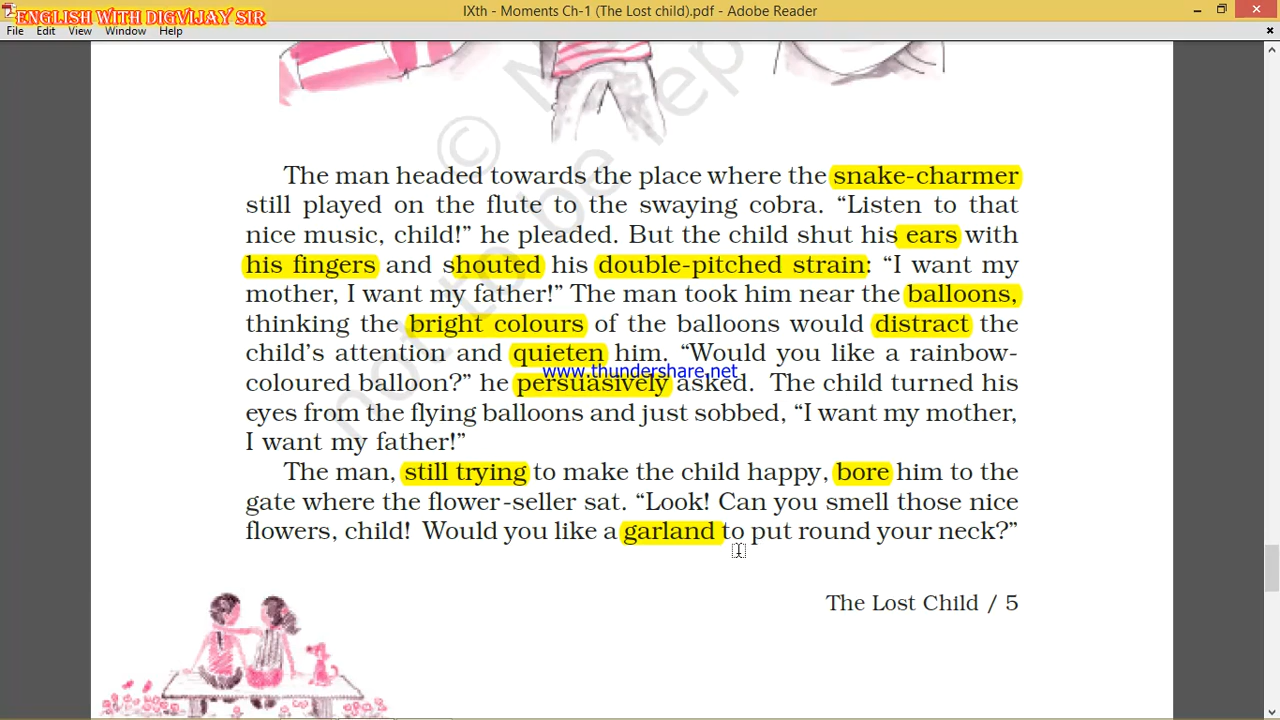 ENGLISH WITH DIGVIJAY SIR
IXth - Moments Ch-1 (The Lost child).pdf - Adobe Reader
File Edit View Window Help
© N
not to be rep
The man headed towards the place where the snake-charmer
still played on the flute to the swaying cobra. “Listen to that
nice music, child!” he pleaded. But the child shut his ears with
his fingers and shouted his double-pitched strain: “I want my
mother, I want my father!” The man took him near the balloons,
thinking the bright colours of the balloons would distract the
child’s attention and quieten him. “Would you like a rainbow-
www.thundershare.net
coloured balloon?” he persuasively asked. The child turned his
eyes from the flying balloons and just sobbed, “I want my mother,
I want my father!”
The man, still trying to make the child happy, bore him to the
gate where the flower-seller sat. “Look! Can you smell those nice
flowers, child! Would you like a garland to put round your neck?”
The Lost Child / 5